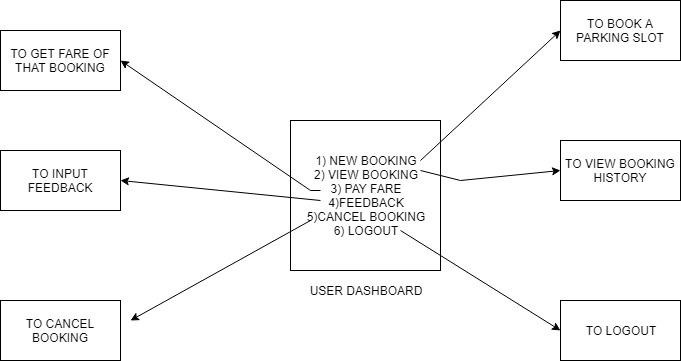 TO BOOK A
PARKING SLOT
TO GET FARE OF
THAT BOOKING
1) NEW BOOKING
2) VIEW BOOKING
3) PAY FARE
4)FEEDBACK
5)CANCEL BOOKING
6) LOGOUT
TO INPUT
FEEDBACK
TO VIEW BOOKING
HISTORY
USER DASHBOARD
TO CANCEL
BOOKING
TO LOGOUT